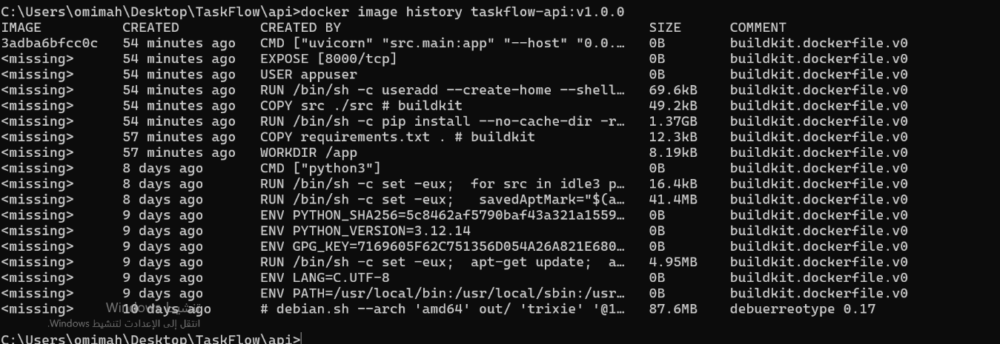 C:\Users\omimah\Desktop\TaskFlow\api>docker image history taskflow-api:v1.0.0
IMAGE CREATED CREATED BY SIZE COMMENT
3adba6bfcc0c 54 minutes ago CMD ["uvicorn" "src.main:app" "--host" "0.0.… 0B buildkit.dockerfile.v0
<missing> 54 minutes ago EXPOSE [8000/tcp] 0B buildkit.dockerfile.v0
<missing> 54 minutes ago USER appuser 0B buildkit.dockerfile.v0
<missing> 54 minutes ago RUN /bin/sh -c useradd --create-home --shell… 69.6kB buildkit.dockerfile.v0
<missing> 54 minutes ago COPY src ./src # buildkit 49.2kB buildkit.dockerfile.v0
<missing> 54 minutes ago RUN /bin/sh -c pip install --no-cache-dir -r… 1.37GB buildkit.dockerfile.v0
<missing> 57 minutes ago COPY requirements.txt . # buildkit 12.3kB buildkit.dockerfile.v0
<missing> 57 minutes ago WORKDIR /app 8.19kB buildkit.dockerfile.v0
<missing> 8 days ago CMD ["python3"] 0B buildkit.dockerfile.v0
<missing> 8 days ago RUN /bin/sh -c set -eux; for src in idle3 p… 16.4kB buildkit.dockerfile.v0
<missing> 8 days ago RUN /bin/sh -c set -eux; savedAptMark="$(a… 41.4MB buildkit.dockerfile.v0
<missing> 9 days ago ENV PYTHON_SHA256=5c8462af5790baf43a321a1559… 0B buildkit.dockerfile.v0
<missing> 9 days ago ENV PYTHON_VERSION=3.12.14 0B buildkit.dockerfile.v0
<missing> 9 days ago ENV GPG_KEY=7169605F62C751356D054A26A821E680… 0B buildkit.dockerfile.v0
<missing> 9 days ago RUN /bin/sh -c set -eux; apt-get update; a… 4.95MB buildkit.dockerfile.v0
<missing> 9 days ago ENV LANG=C.UTF-8 0B buildkit.dockerfile.v0
<missing> 9 days ago ENV PATH=/usr/local/bin:/usr/local/sbin:/usr… 0B buildkit.dockerfile.v0
<missing> 10 days ago # debian.sh --arch 'amd64' out/ 'trixie' '@1… 87.6MB debuerreotype 0.17
تنشيط Windows
انتقل إلى الإعدادت لتنشيط Windows.
C:\Users\omimah\Desktop\TaskFlow\api>